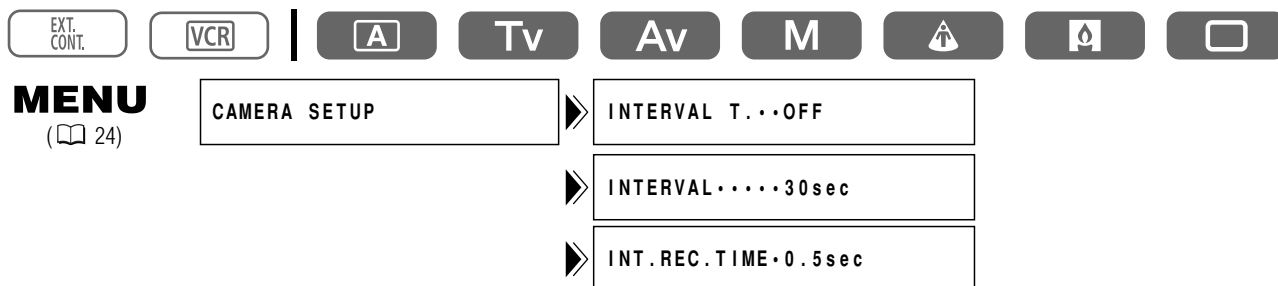 EXT. CONT. VCR A Tv Av M
MENU
(24)
CAMERA SETUP
INTERVAL T.··OFF
INTERVAL·····30sec
INT.REC.TIME·0.5sec